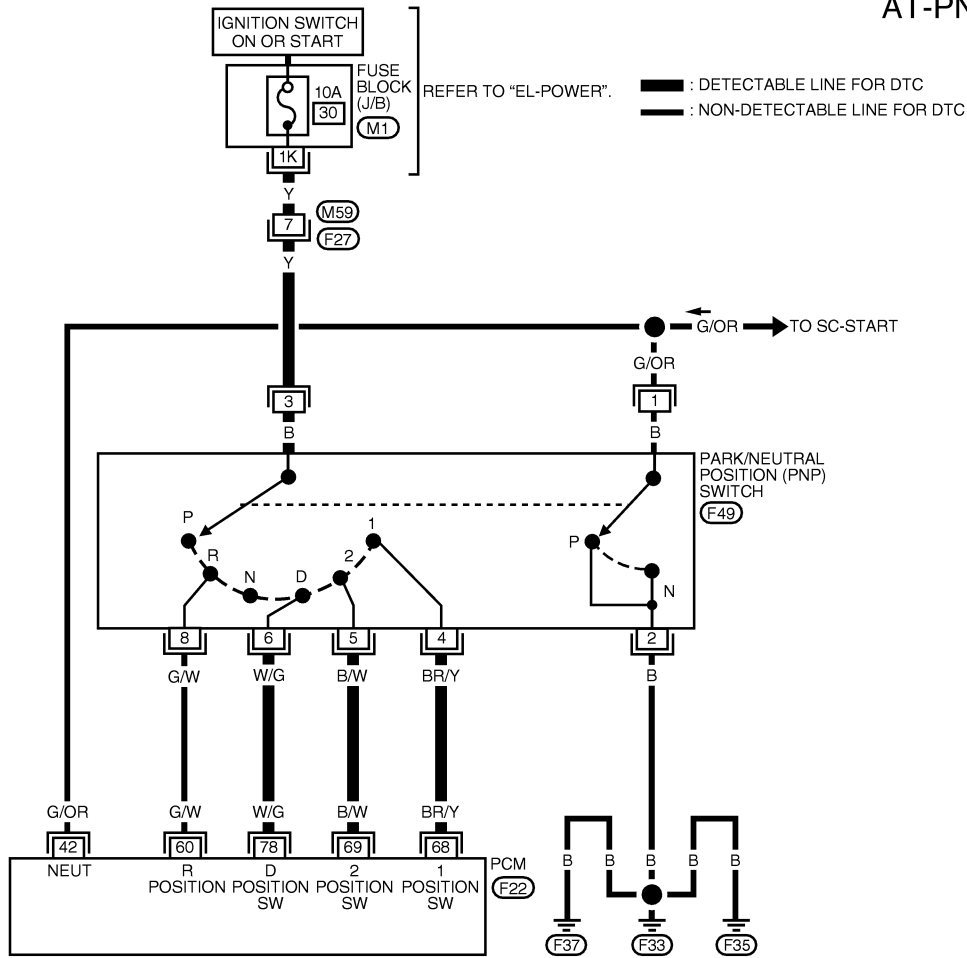 AT-PN
IGNITION SWITCH
ON OR START
FUSE
BLOCK
(J/B)
10A
30
M1
REFER TO “EL-POWER”.
: DETECTABLE LINE FOR DTC
: NON-DETECTABLE LINE FOR DTC
1K
Y
7
M59
F27
Y
G/OR
TO SC-START
G/OR
3
1
B
B
PARK/NEUTRAL
POSITION (PNP)
SWITCH
F49
P
R
N
D
2
1
P
N
8
6
5
4
2
G/W
W/G
B/W
BR/Y
B
G/OR
G/W
W/G
B/W
BR/Y
42
60
78
69
68
NEUT
R
POSITION
D
POSITION
SW
2
POSITION
SW
1
POSITION
SW
PCM
F22
B
B
B
B
B
F37
F33
F35